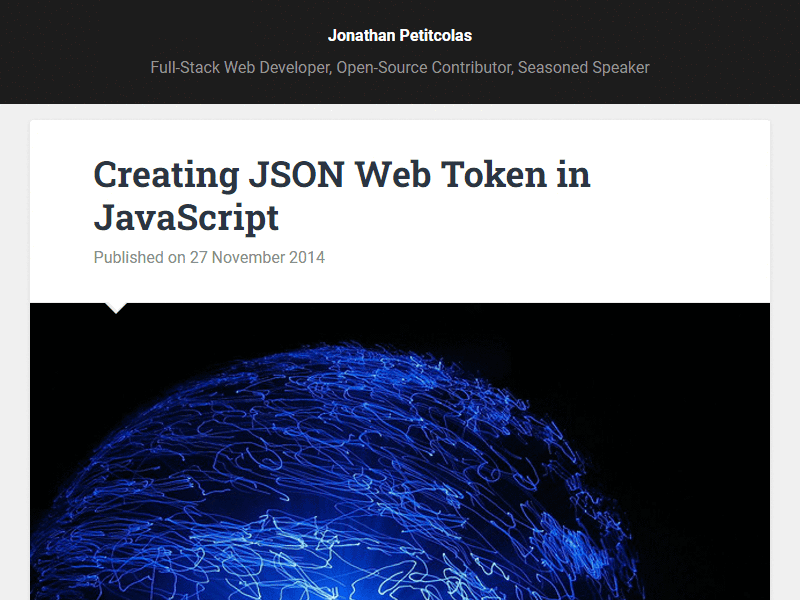 Jonathan Petitcolas
Full-Stack Web Developer, Open-Source Contributor, Seasoned Speaker
Creating JSON Web Token in
JavaScript
Published on 27 November 2014